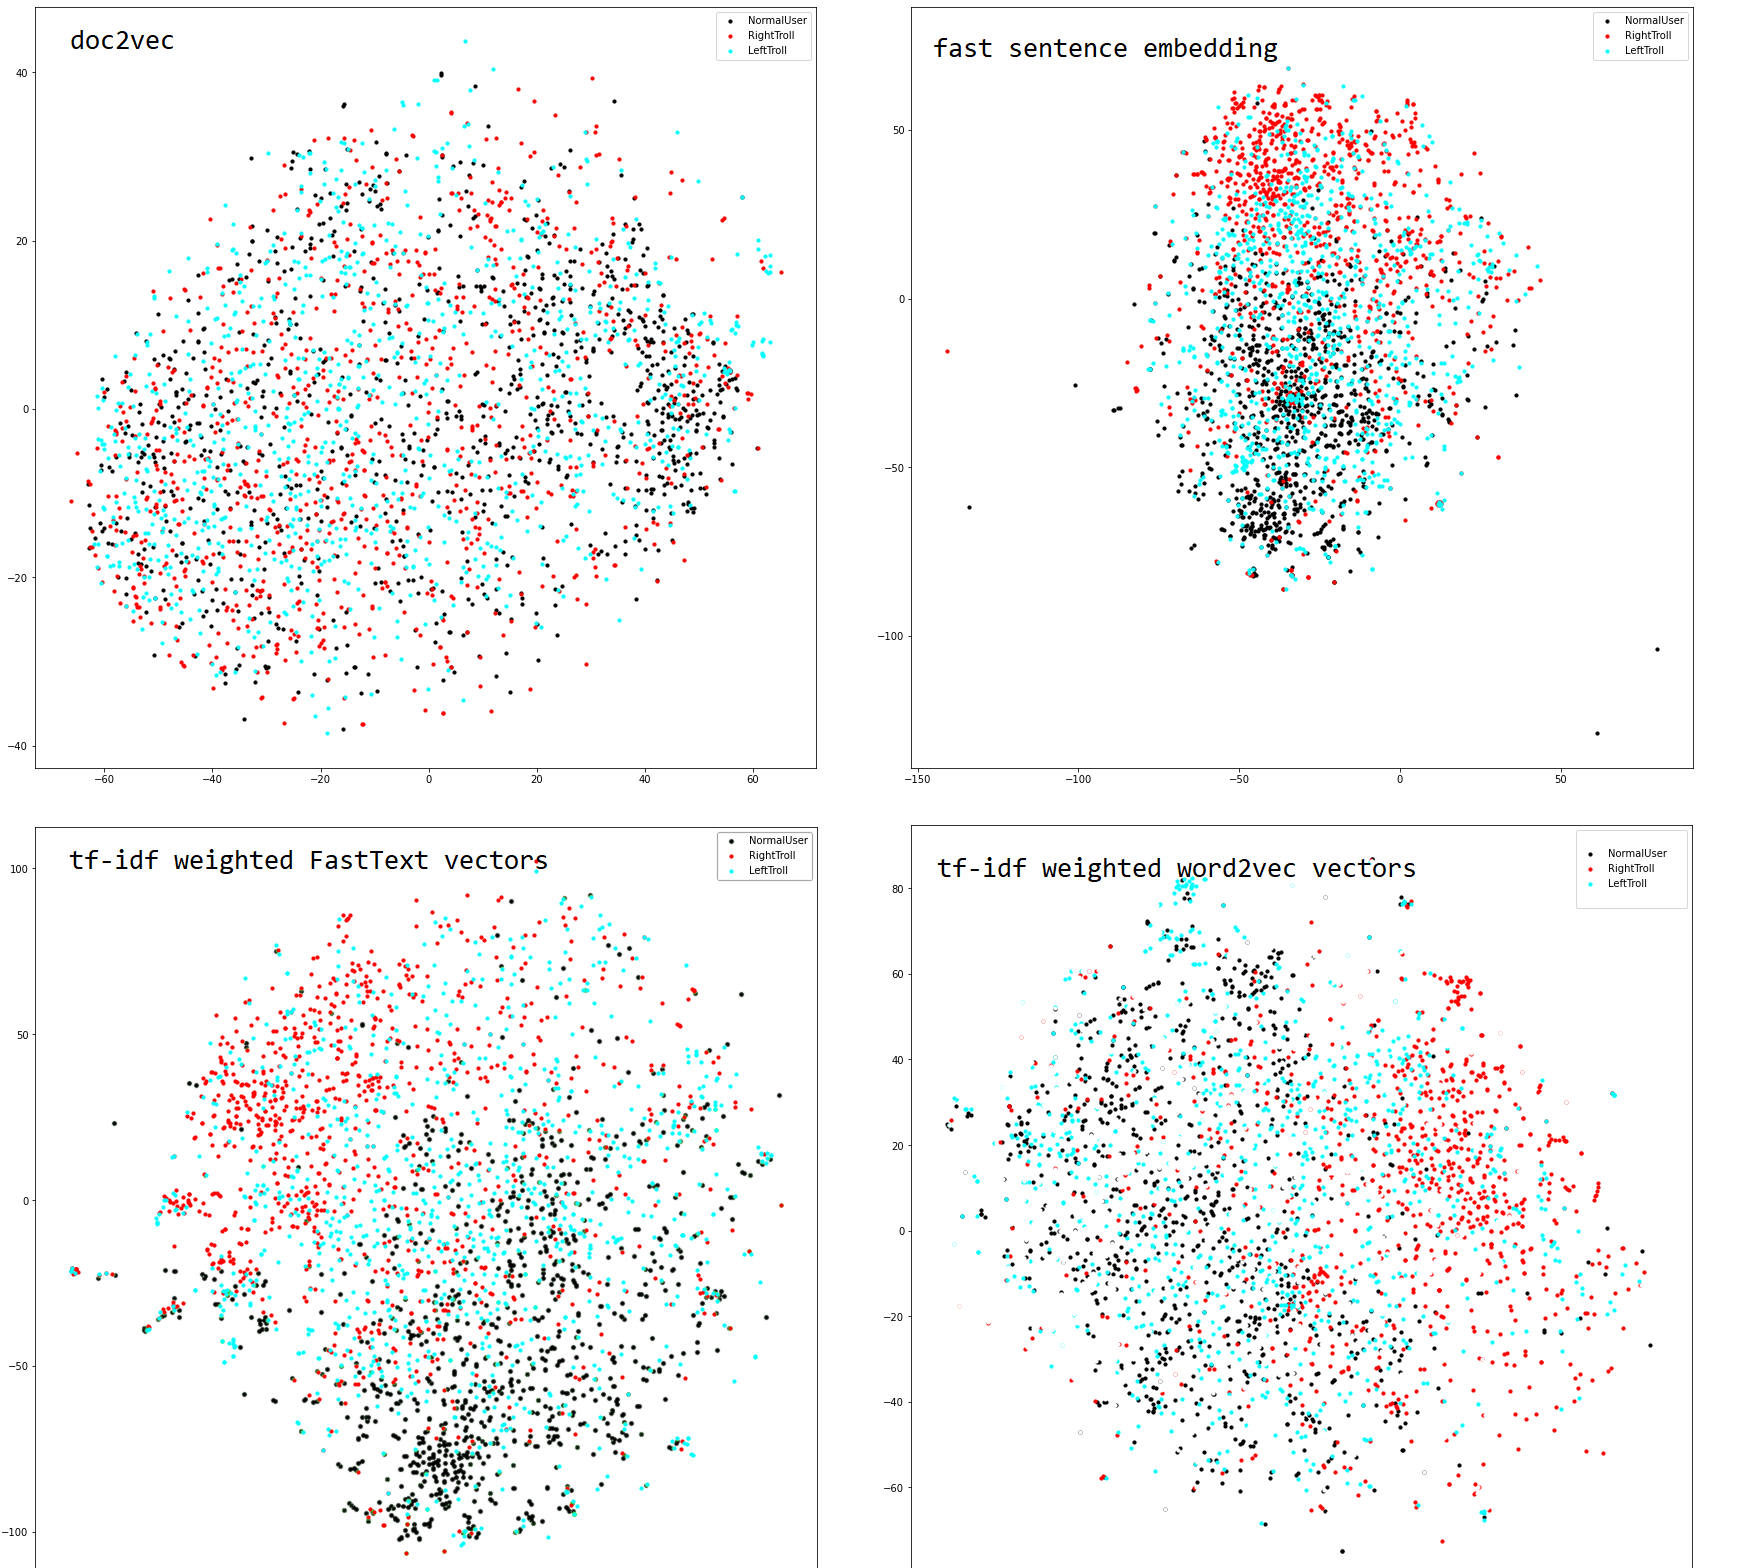 doc2vec
NormalUser
RightTroll
LeftTroll
40
20
0
−20
−40
−60
−40
−20
0
20
40
60
fast sentence embedding
NormalUser
RightTroll
LeftTroll
50
0
−50
−100
−150
−100
−50
0
50
tf-idf weighted FastText vectors
NormalUser
RightTroll
LeftTroll
100
50
0
−50
−100
tf-idf weighted word2vec vectors
NormalUser
RightTroll
LeftTroll
80
60
40
20
0
−20
−40
−60